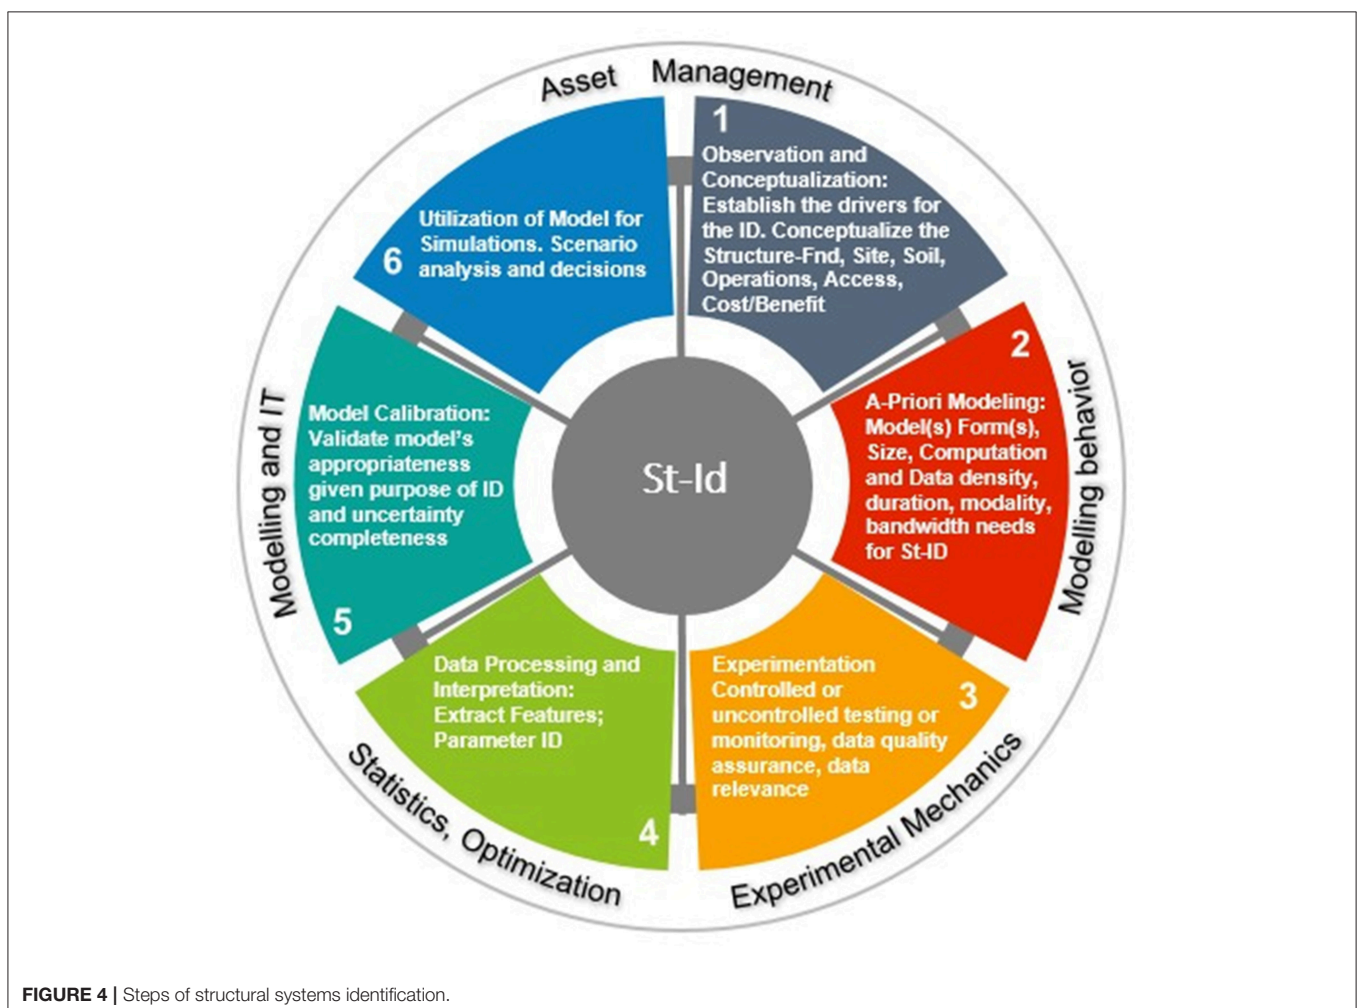 Asset Management
1
Observation and
Conceptualization:
Establish the drivers for
the ID. Conceptualize the
Structure-Fnd, Site, Soil,
Operations, Access,
Cost/Benefit
2
A-Priori Modeling:
Model(s) Form(s),
Size, Computation
and Data density,
duration, modality,
bandwidth needs
for St-ID
Modelling behavior
3
Experimentation
Controlled or
uncontrolled testing or
monitoring, data quality
assurance, data
relevance
Experimental Mechanics
Data Processing and
Interpretation:
Extract Features;
Parameter ID
4
Statistics, Optimization
Model Calibration:
Validate model's
appropriateness
given purpose of ID
and uncertainty
completeness
5
Modelling and IT
Utilization of Model for
Simulations. Scenario
analysis and decisions
6
St-Id
FIGURE 4 | Steps of structural systems identification.